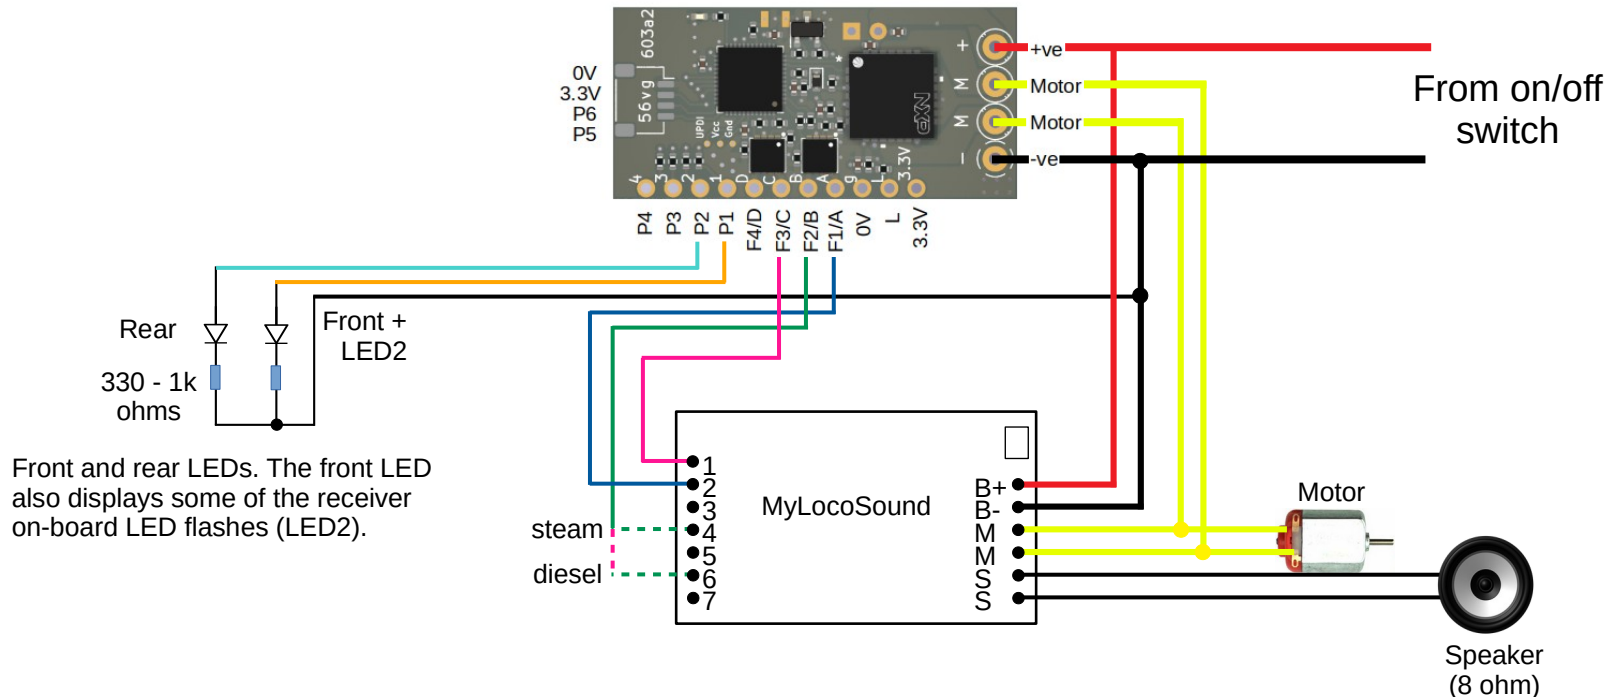 603a2
56vg
0V
3.3V
P6
P5
UPDI
Vcc
Gnd
NXP
*
+
M
M
-
4
3
2
1
D
C
B
A
g
L
3.3V
+ve
Motor
Motor
-ve
From on/off
switch
P4
P3
P2
P1
F4/D
F3/C
F2/B
F1/A
0V
L
3.3V
Rear
Front +
LED2
330 - 1k
ohms
Front and rear LEDs. The front LED
also displays some of the receiver
on-board LED flashes (LED2).
MyLocoSound
1
2
3
4
5
6
7
steam
diesel
B+
B-
M
M
S
S
Motor
Speaker
(8 ohm)